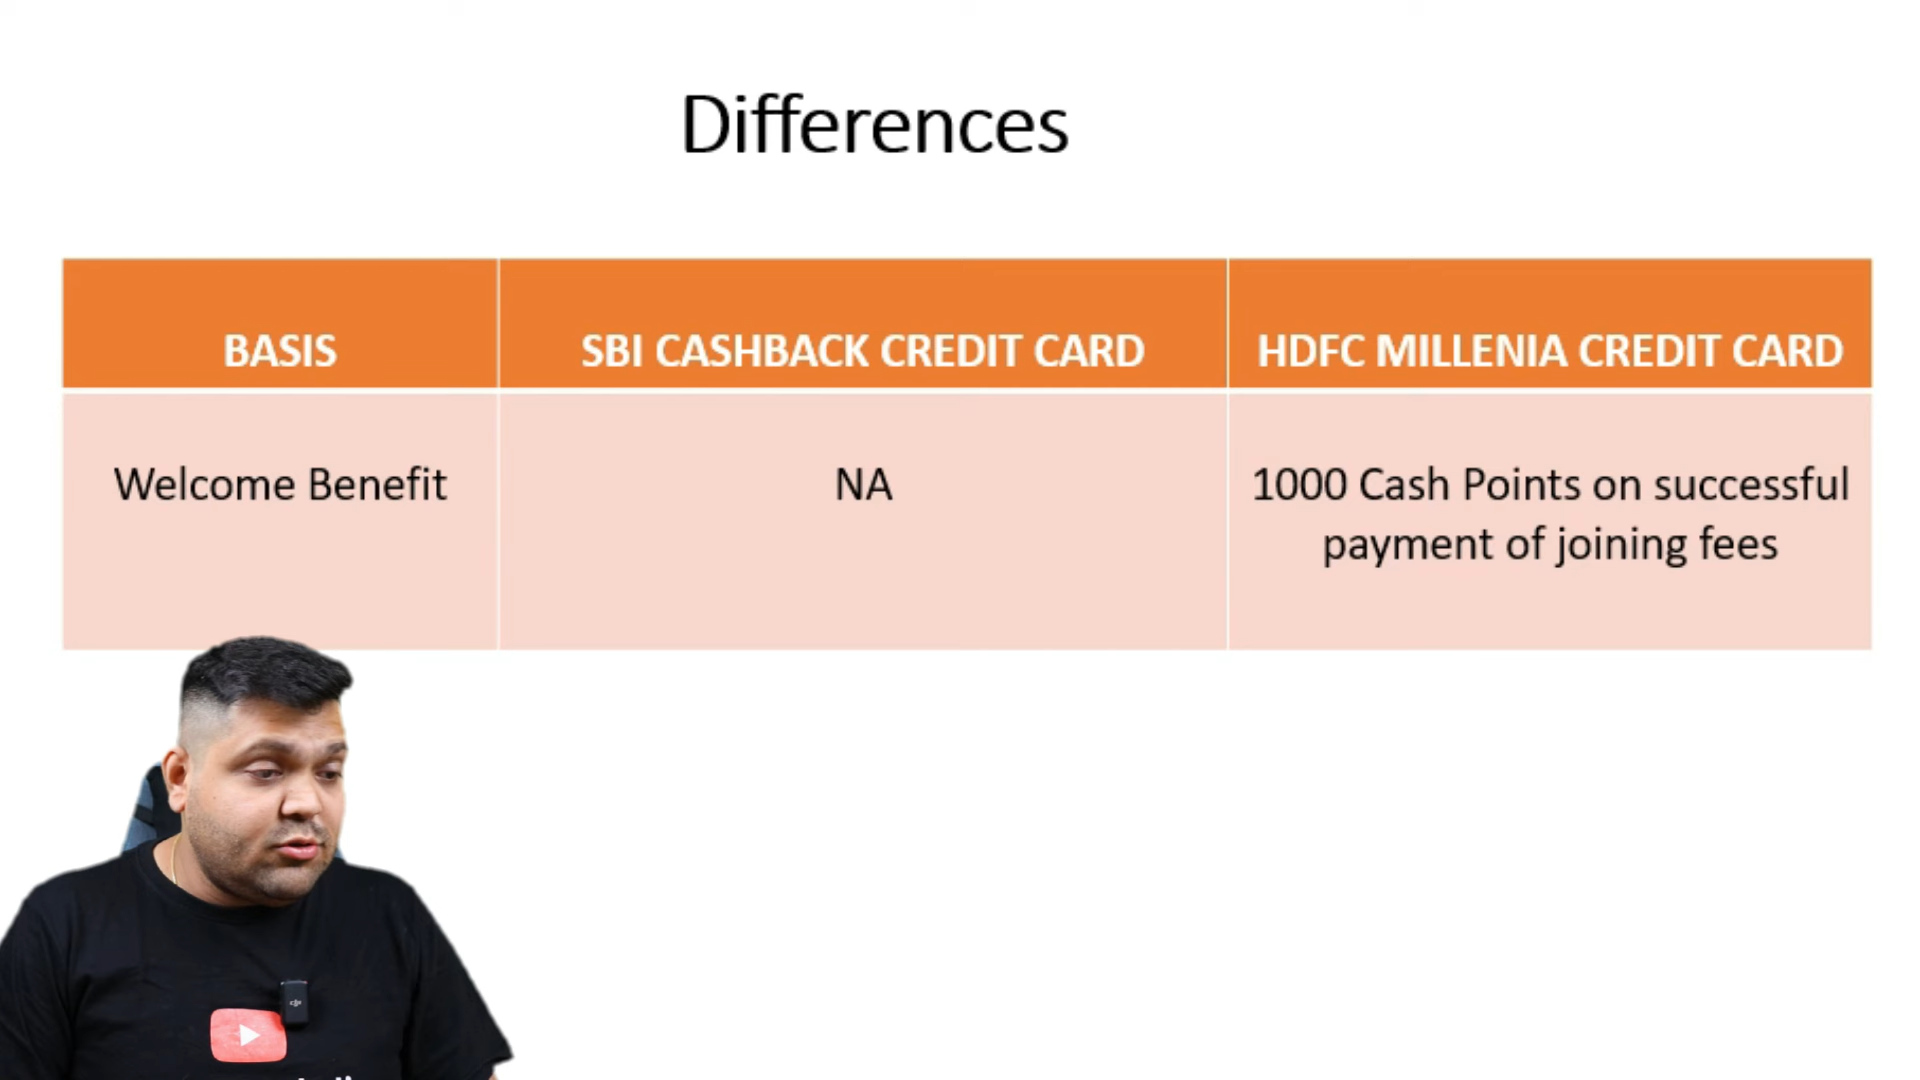 Differences
BASIS
SBI CASHBACK CREDIT CARD
HDFC MILLENIA CREDIT CARD
Welcome Benefit
NA
1000 Cash Points on successful
payment of joining fees